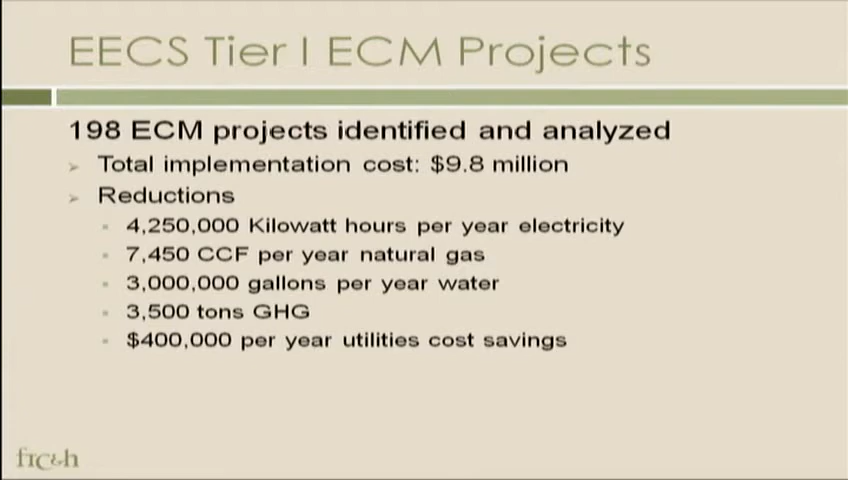 EECS Tier I ECM Projects
198 ECM projects identified and analyzed
Total implementation cost: $9.8 million
Reductions
4,250,000 Kilowatt hours per year electricity
7,450 CCF per year natural gas
3,000,000 gallons per year water
3,500 tons GHG
$400,000 per year utilities cost savings